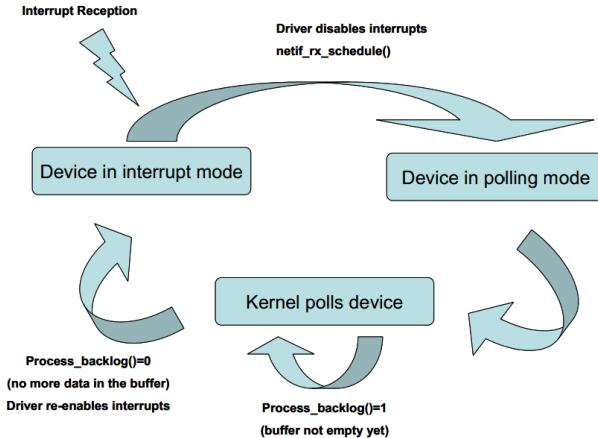 Interrupt Reception
Driver disables interrupts
netif_rx_schedule()
Device in interrupt mode
Device in polling mode
Kernel polls device
Process_backlog()=0
(no more data in the buffer)
Driver re-enables interrupts
Process_backlog()=1
(buffer not empty yet)